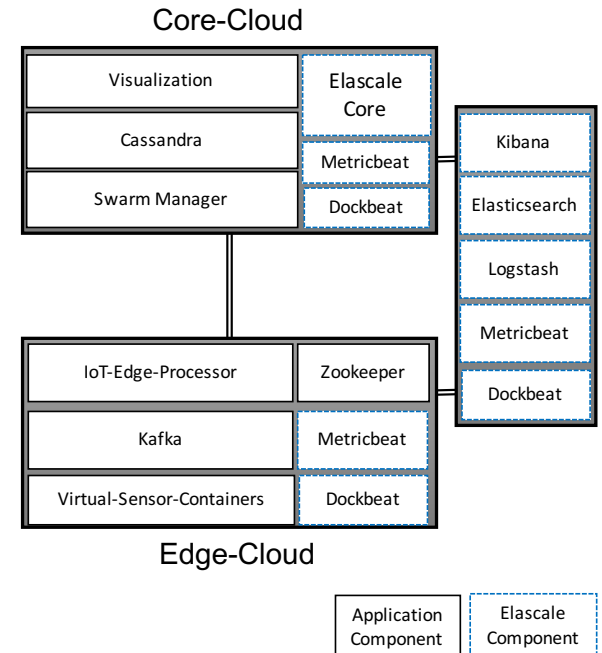 Core-Cloud
Visualization
Cassandra
Swarm Manager
Elascale
Core
Metricbeat
Dockbeat
Kibana
Elasticsearch
Logstash
Metricbeat
Dockbeat
IoT-Edge-Processor
Zookeeper
Kafka
Metricbeat
Virtual-Sensor-Containers
Dockbeat
Edge-Cloud
Application
Component
Elascale
Component